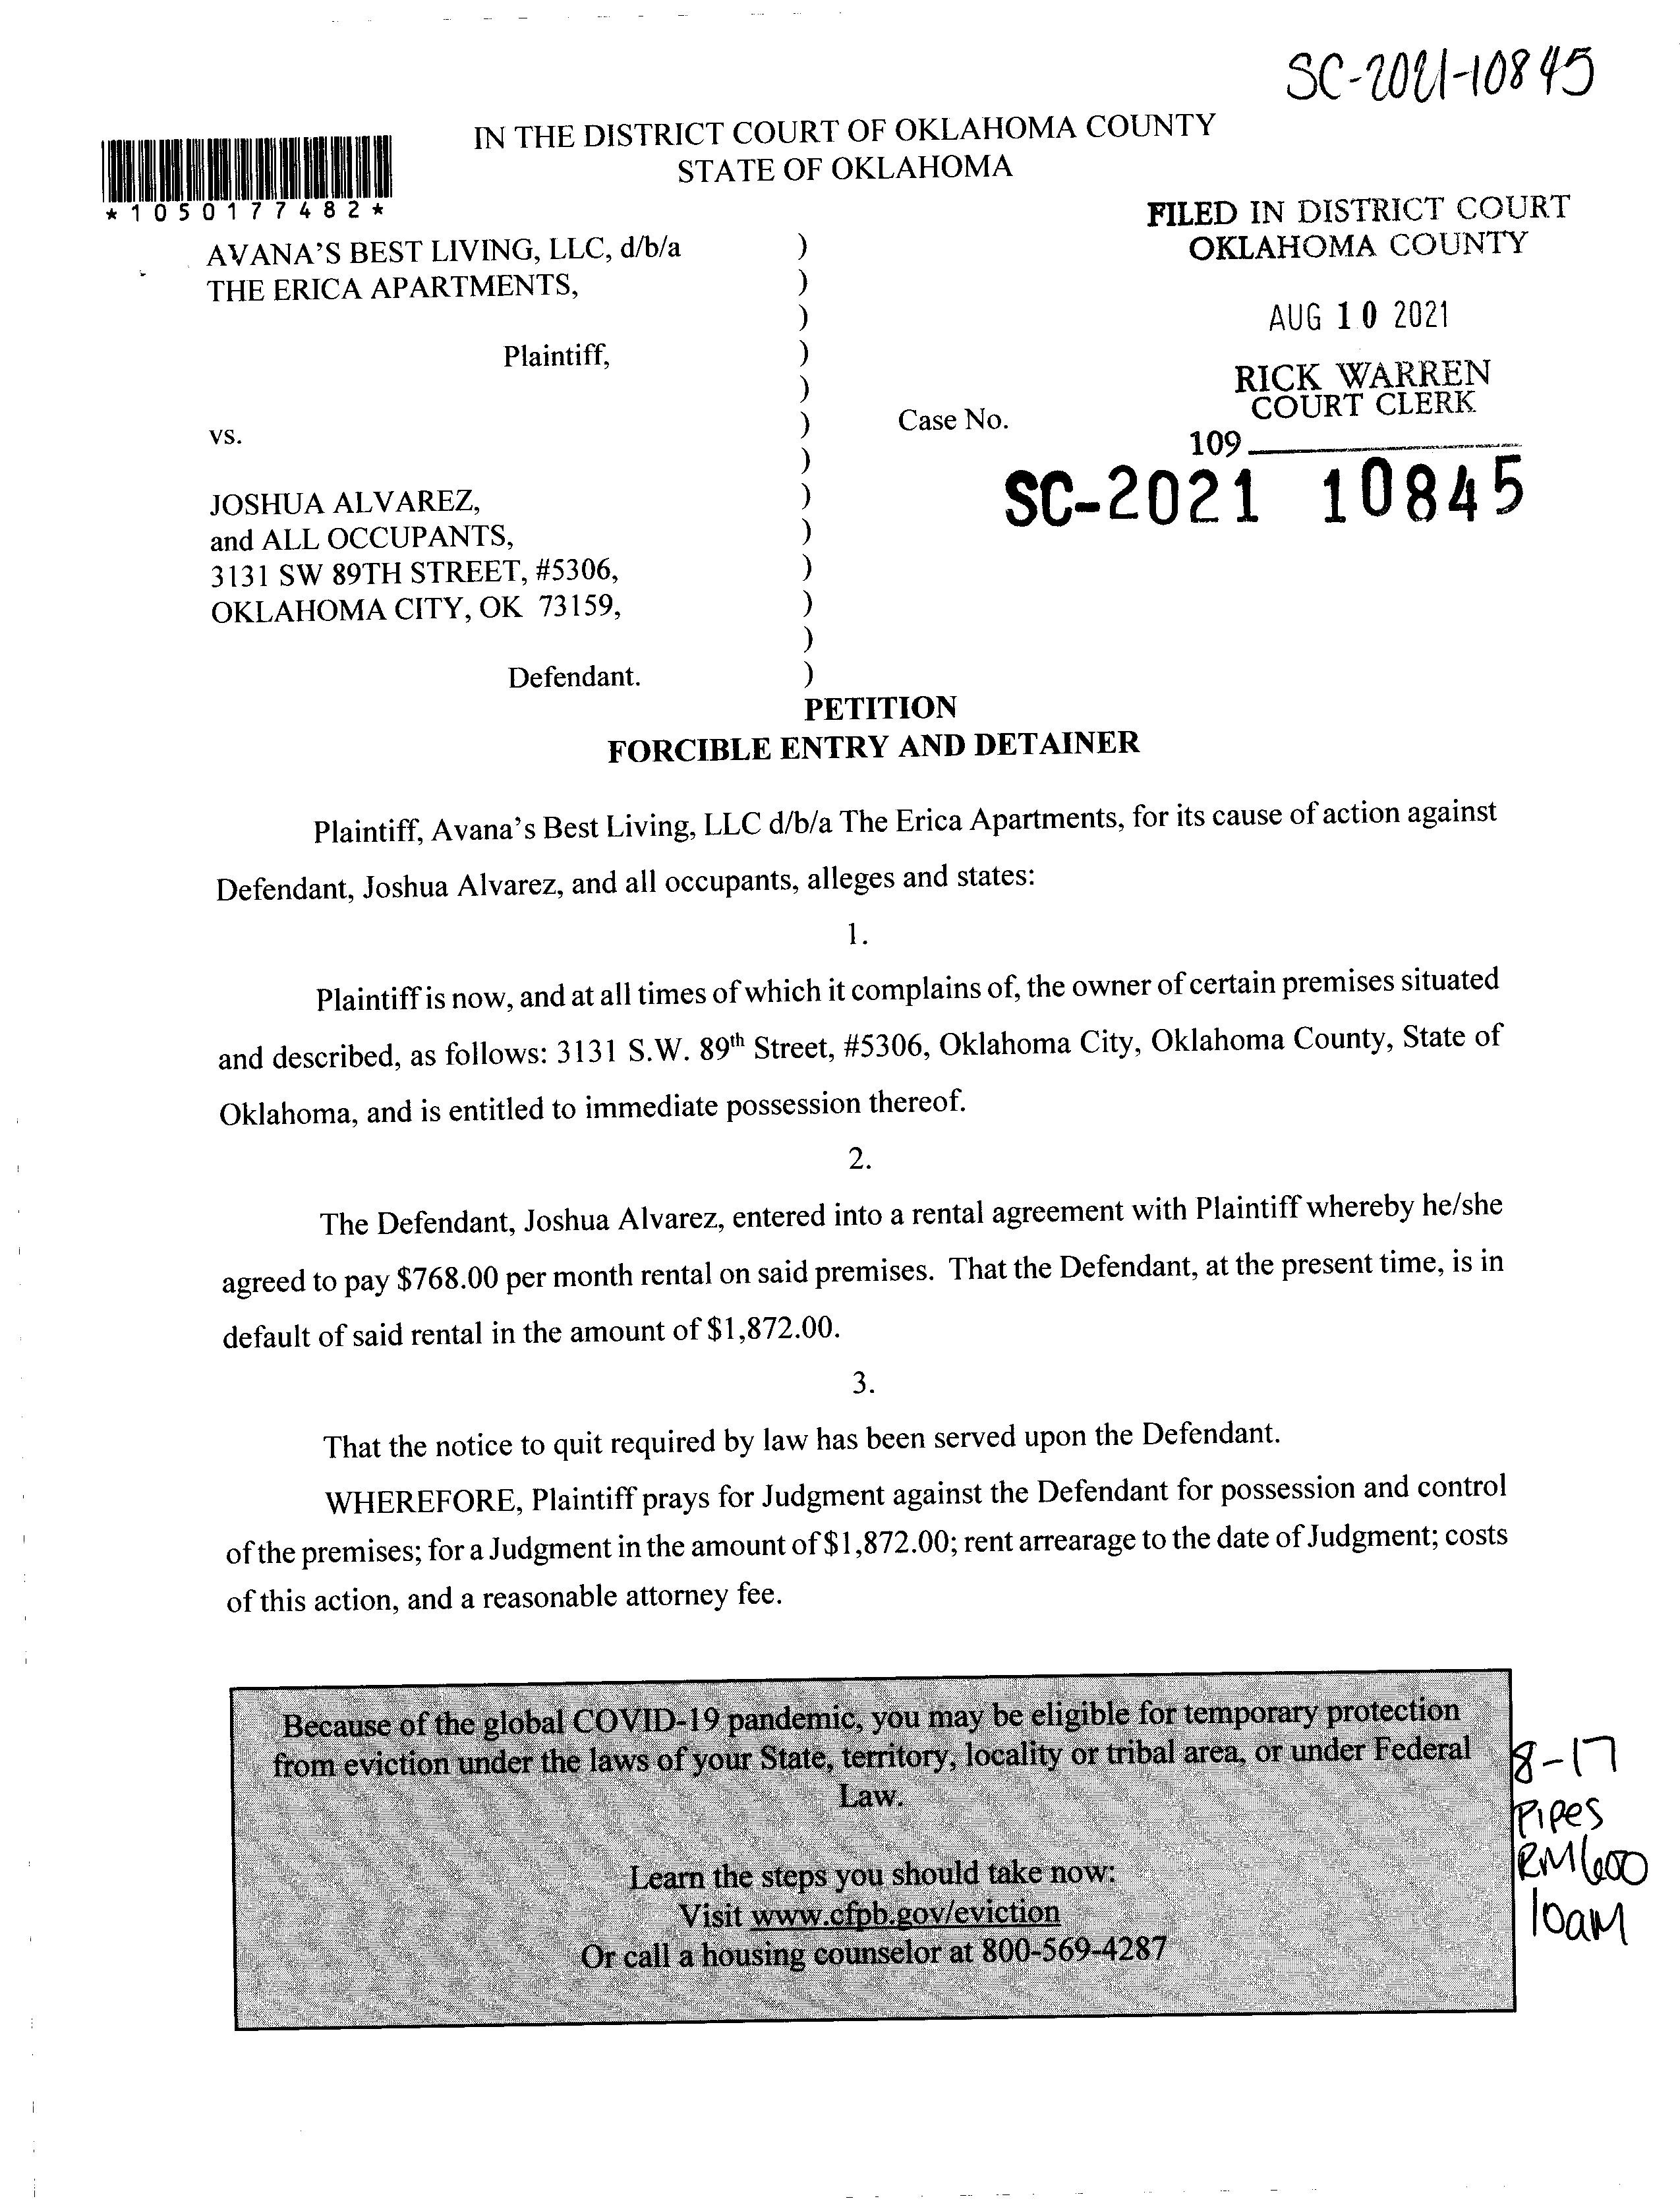 SC-2021-10845
IN THE DISTRICT COURT OF OKLAHOMA COUNTY
STATE OF OKLAHOMA
*1050177482*
FILED IN DISTRICT COURT
OKLAHOMA COUNTY
AUG 10 2021
RICK WARREN
COURT CLERK
109
AVANA'S BEST LIVING, LLC, d/b/a )
THE ERICA APARTMENTS, )
)
Plaintiff, )
)
vs. ) Case No.
)
SC-2021 10845
JOSHUA ALVAREZ, )
and ALL OCCUPANTS, )
3131 SW 89TH STREET, #5306, )
OKLAHOMA CITY, OK 73159, )
)
Defendant. )
PETITION
FORCIBLE ENTRY AND DETAINER
Plaintiff, Avana's Best Living, LLC d/b/a The Erica Apartments, for its cause of action against
Defendant, Joshua Alvarez, and all occupants, alleges and states:
1.
Plaintiff is now, and at all times of which it complains of, the owner of certain premises situated
and described, as follows: 3131 S.W. 89th Street, #5306, Oklahoma City, Oklahoma County, State of
Oklahoma, and is entitled to immediate possession thereof.
2.
The Defendant, Joshua Alvarez, entered into a rental agreement with Plaintiff whereby he/she
agreed to pay $768.00 per month rental on said premises. That the Defendant, at the present time, is in
default of said rental in the amount of $1,872.00.
3.
That the notice to quit required by law has been served upon the Defendant.
WHEREFORE, Plaintiff prays for Judgment against the Defendant for possession and control
of the premises; for a Judgment in the amount of $1,872.00; rent arrearage to the date of Judgment; costs
of this action, and a reasonable attorney fee.
Because of the global COVID-19 pandemic, you may be eligible for temporary protection
from eviction under the laws of your State, territory, locality or tribal area, or under Federal
Law.
Learn the steps you should take now:
Visit www.cfpb.gov/eviction
Or call a housing counselor at 800-569-4287
8-17
Pipes
RM600
10am